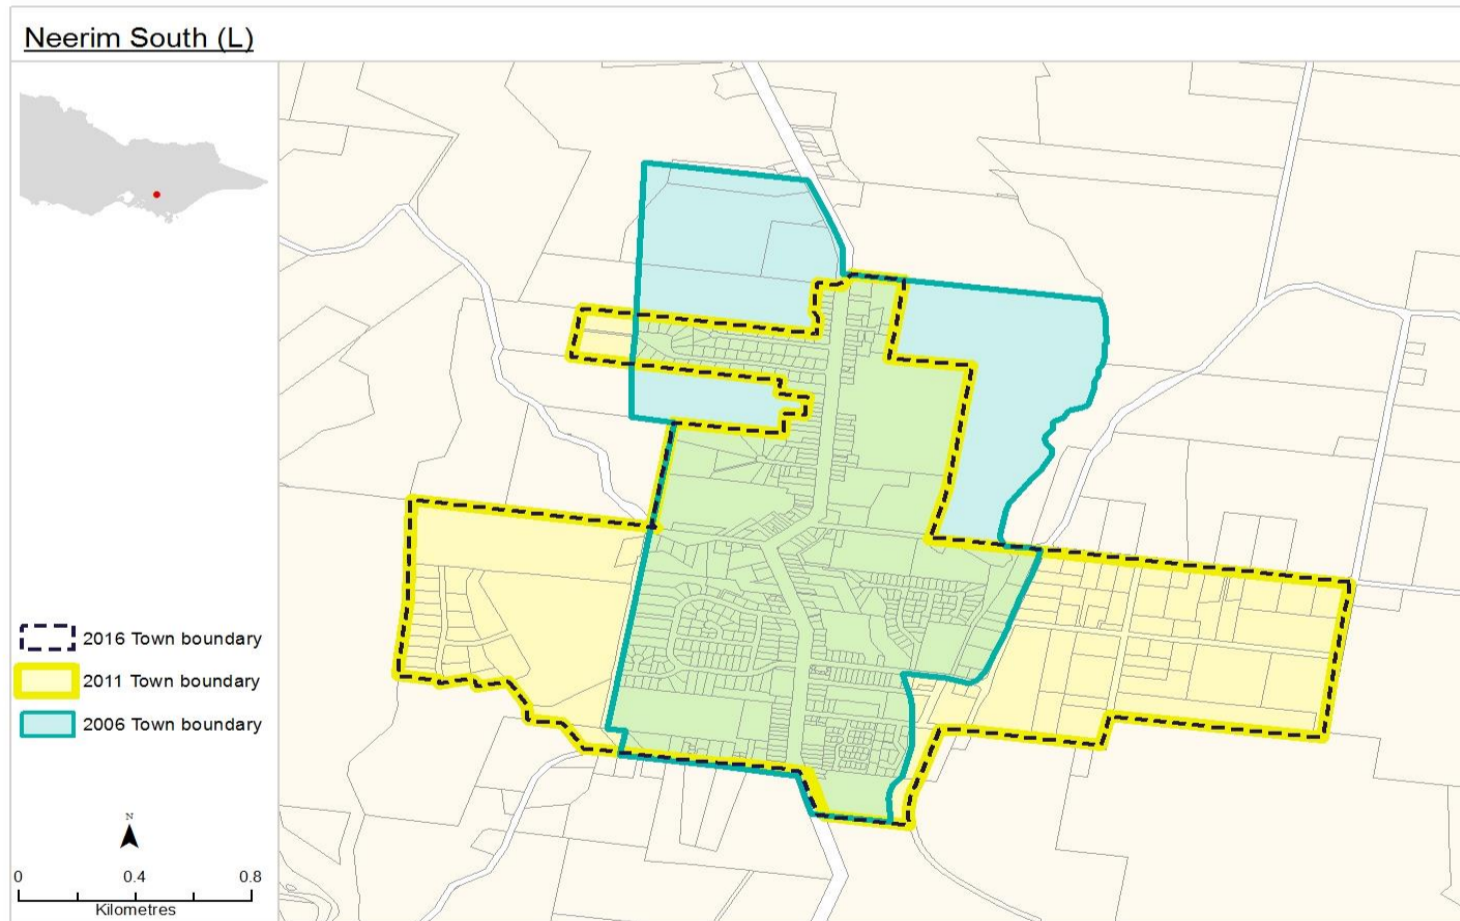 Neerim South (L)
2016 Town boundary
2011 Town boundary
2006 Town boundary
N
0 0.4 0.8
Kilometres